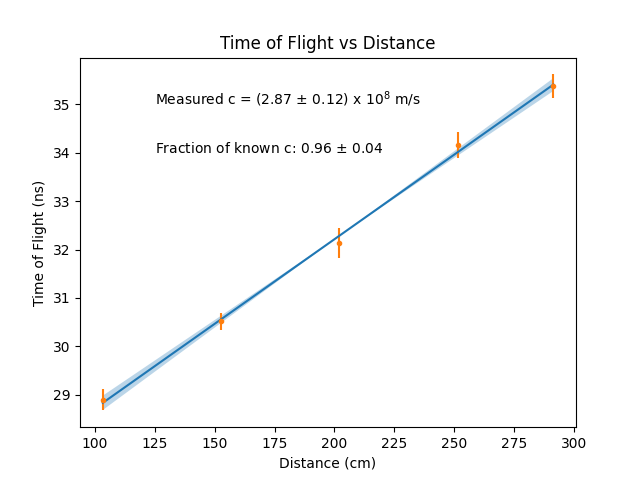 Time of Flight vs Distance
Measured c = (2.87 ± 0.12) x 10⁸ m/s
Fraction of known c: 0.96 ± 0.04
Time of Flight (ns)
35
34
33
32
31
30
29
100 125 150 175 200 225 250 275 300
Distance (cm)